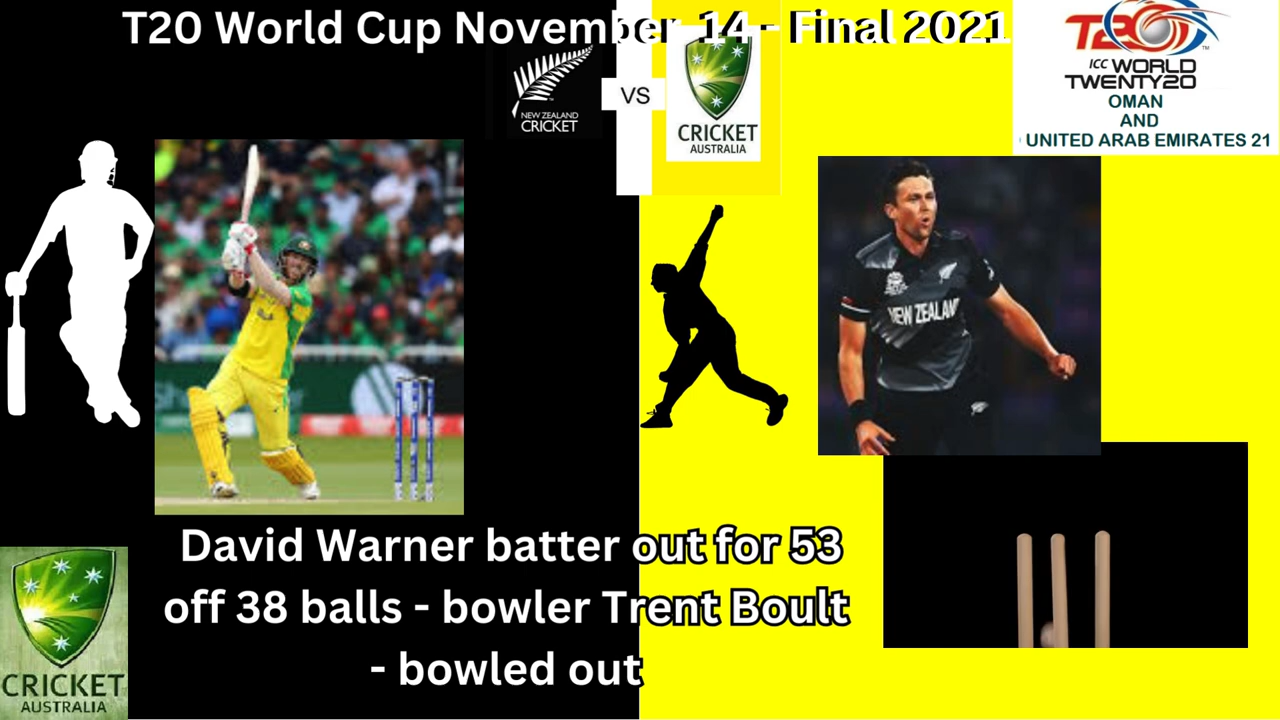 T20 World Cup November 14 - Final 2021
NEW ZEALAND
CRICKET
VS
CRICKET
AUSTRALIA
T20
TM
ICC WORLD
TWENTY20
OMAN
AND
UNITED ARAB EMIRATES 21
NEW ZEALAND
David Warner batter out for 53
off 38 balls - bowler Trent Boult
- bowled out
CRICKET
AUSTRALIA